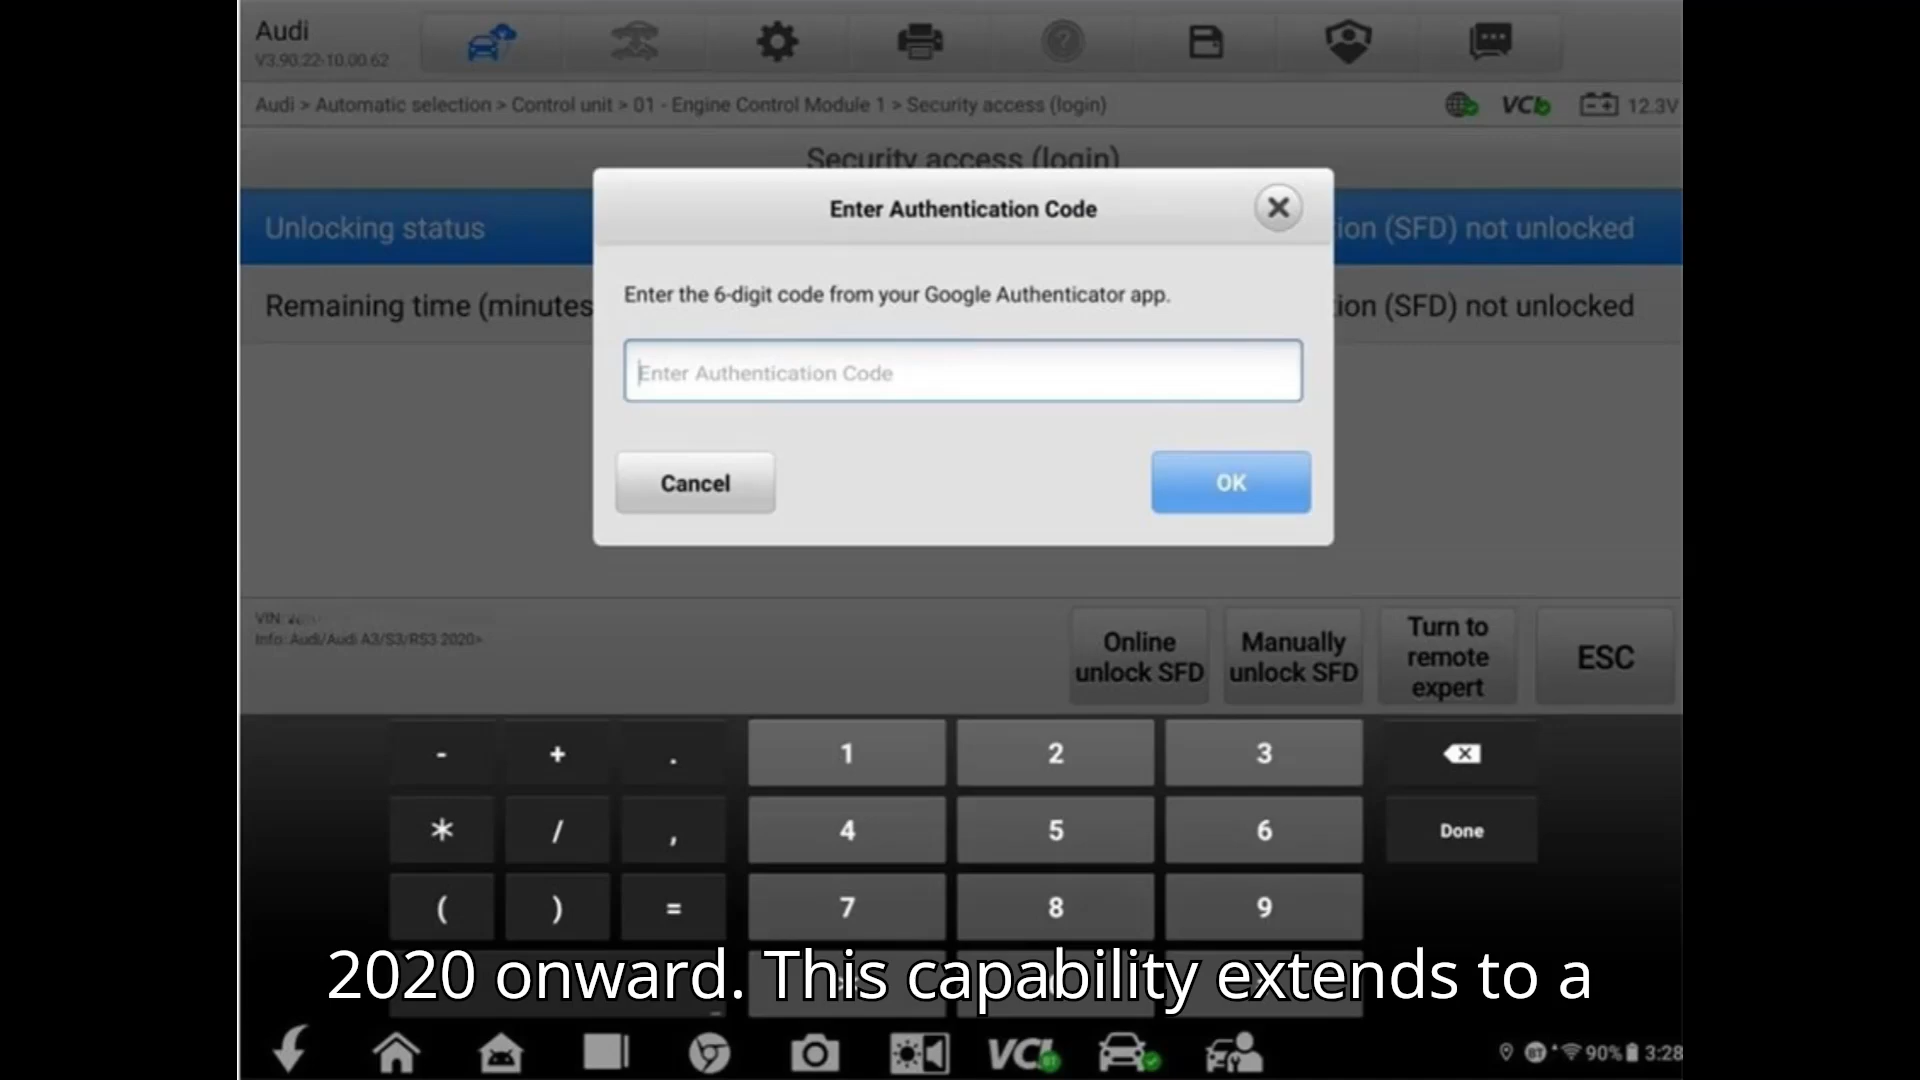 Audi
V3.90.22-10.00.62
Audi > Automatic selection > Control unit > 01 - Engine Control Module 1 > Security access (login)
VCI
12.3V
Security access (login)
Enter Authentication Code
Unlocking status
ion (SFD) not unlocked
Enter the 6-digit code from your Google Authenticator app.
Remaining time (minutes
ion (SFD) not unlocked
Enter Authentication Code
Cancel
OK
VIN:
Info: Audi/Audi A3/S3/RS3 2020>
Online
unlock SFD
Manually
unlock SFD
Turn to
remote
expert
ESC
- + . 1 2 3
* / , 4 5 6 Done
( ) = 7 8 9
2020 onward. This capability extends to a
VCI
BT
90%
3:28